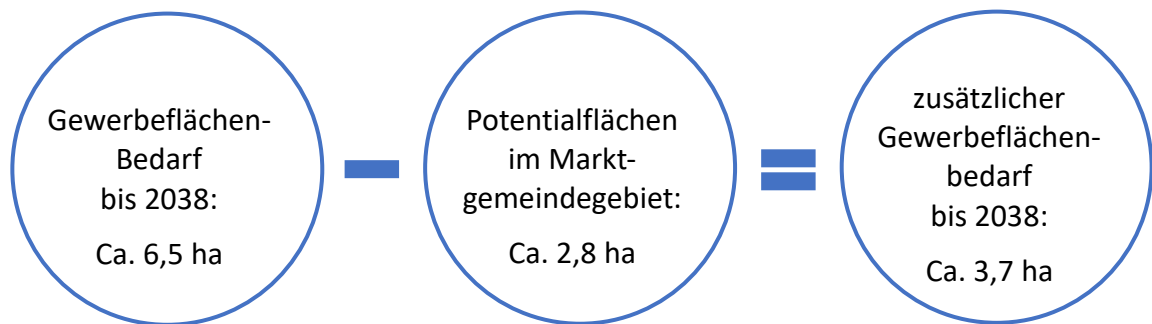 Gewerbeflächen-
Bedarf
bis 2038:
Ca. 6,5 ha
Potentialflächen
im Markt-
gemeindegebiet:
Ca. 2,8 ha
zusätzlicher
Gewerbeflächen-
bedarf
bis 2038:
Ca. 3,7 ha